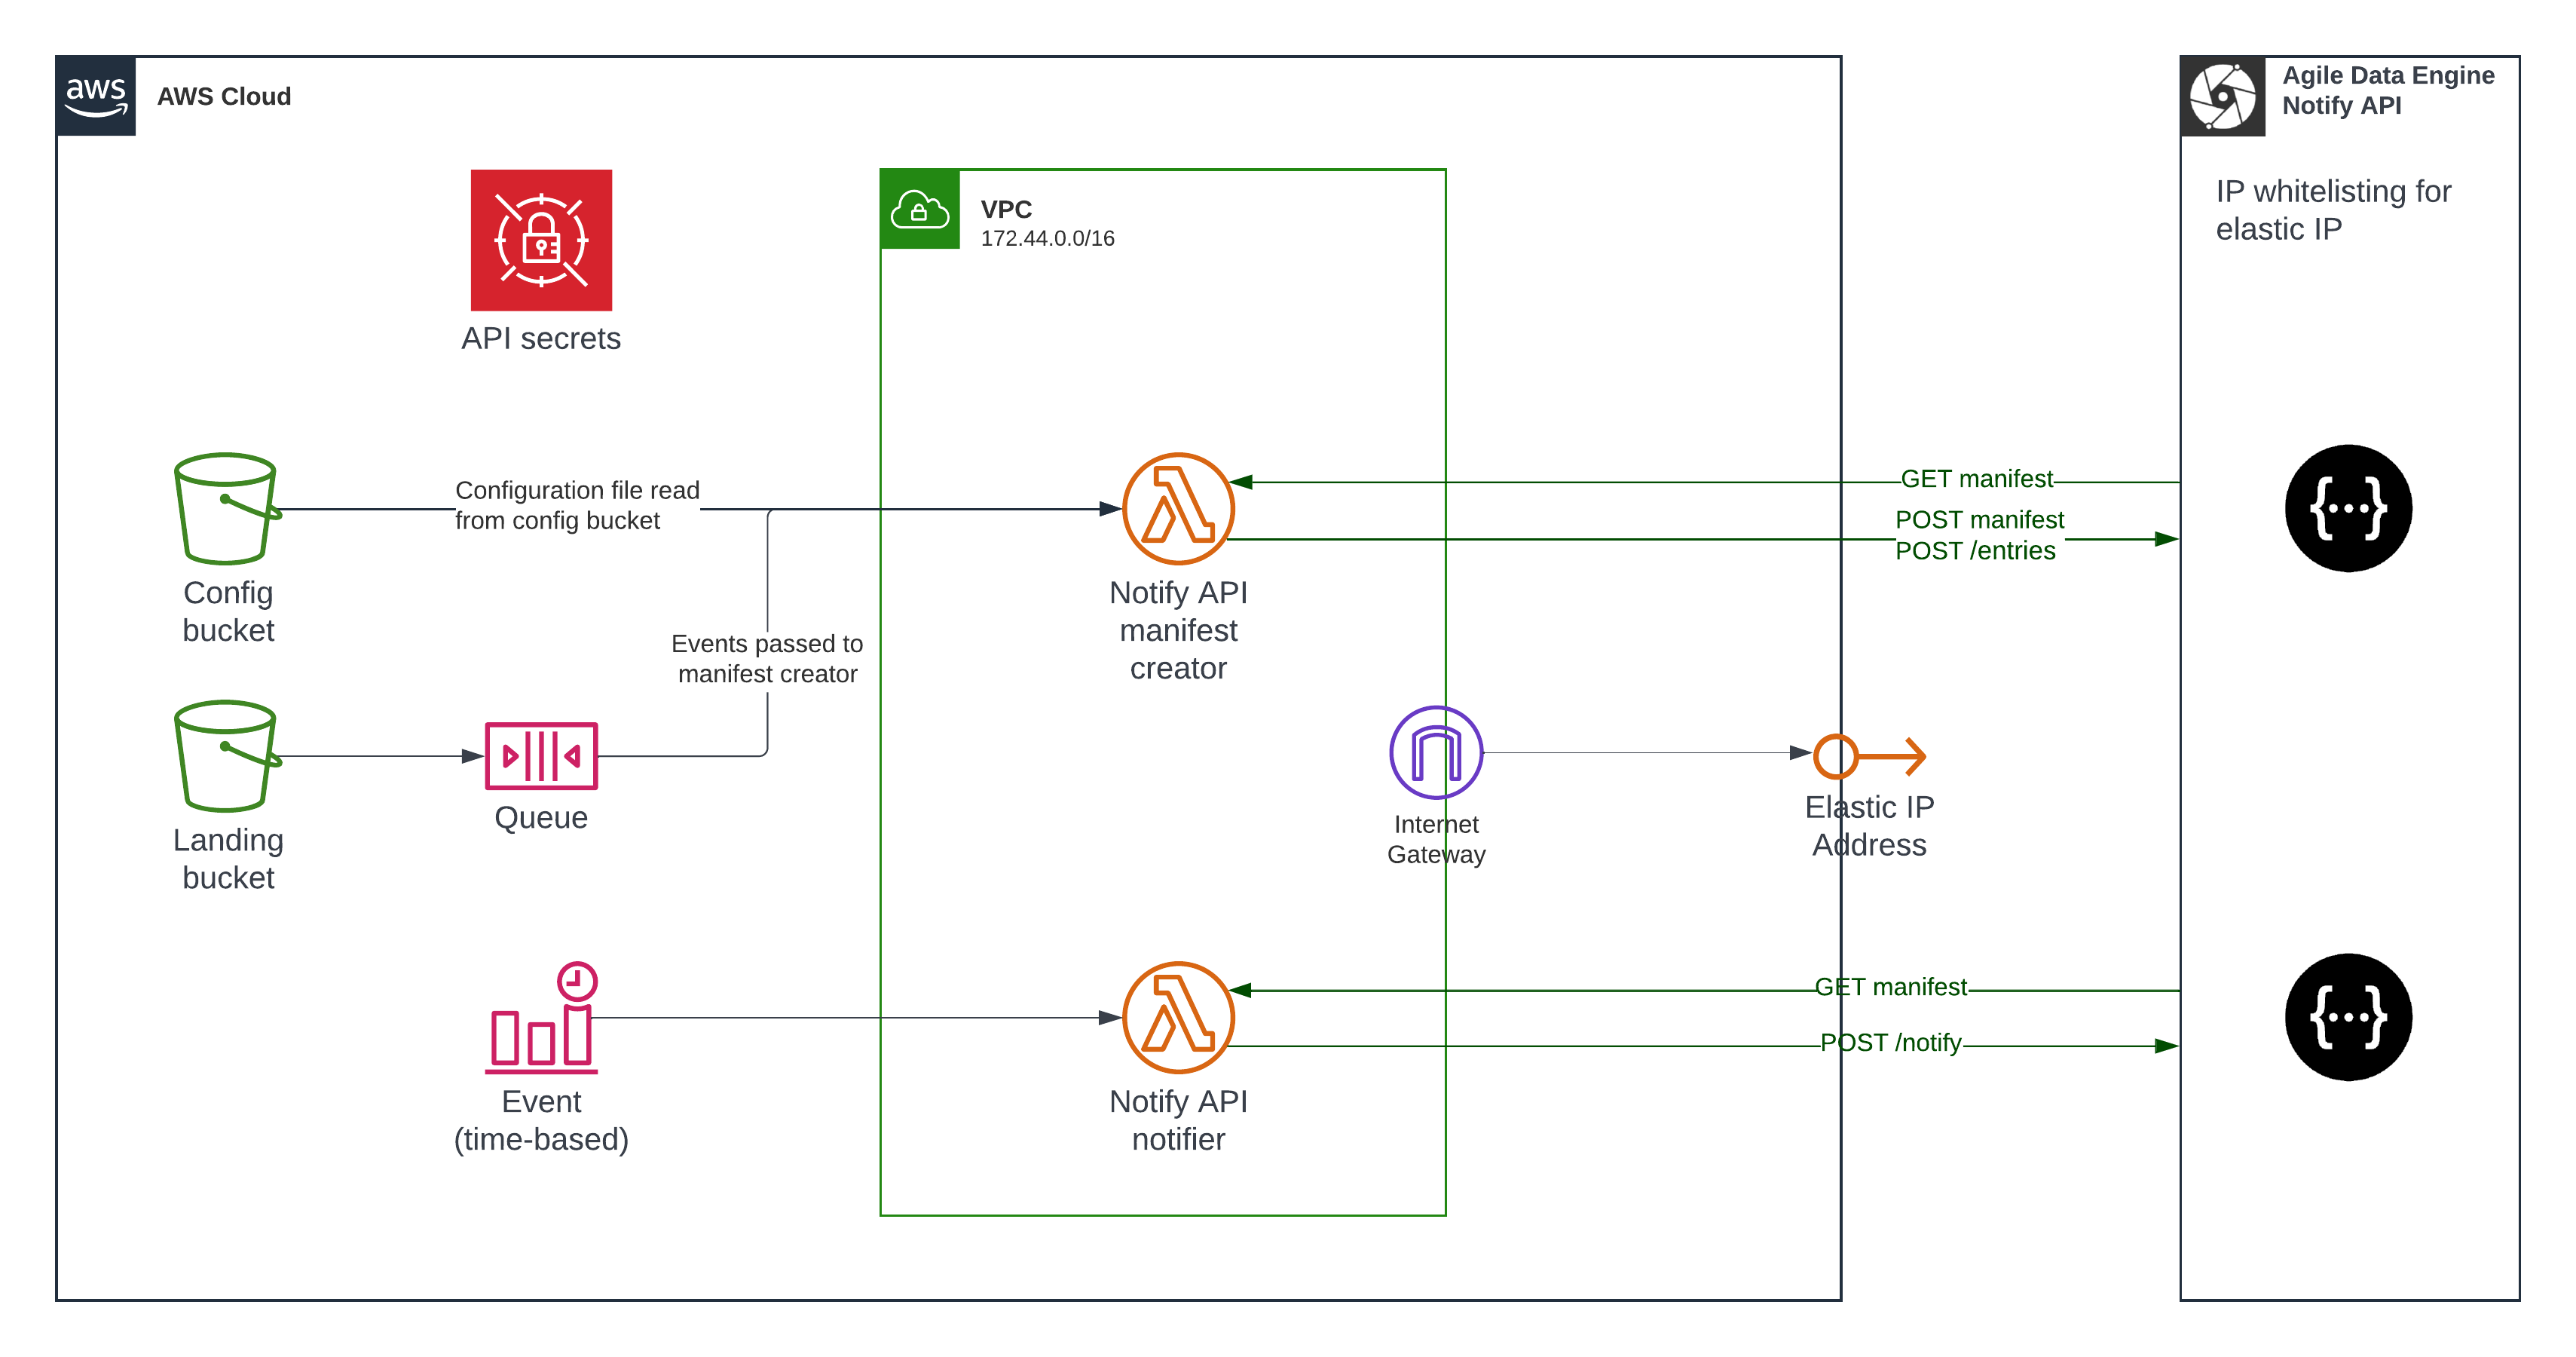 aws
AWS Cloud
Agile Data Engine
Notify API
IP whitelisting for
elastic IP
VPC
172.44.0.0/16
API secrets
Configuration file read
from config bucket
GET manifest
POST manifest
POST /entries
{...}
Config
bucket
Notify API
manifest
creator
Events passed to
manifest creator
Landing
bucket
Queue
Internet
Gateway
Elastic IP
Address
GET manifest
POST /notify
{...}
Event
(time-based)
Notify API
notifier